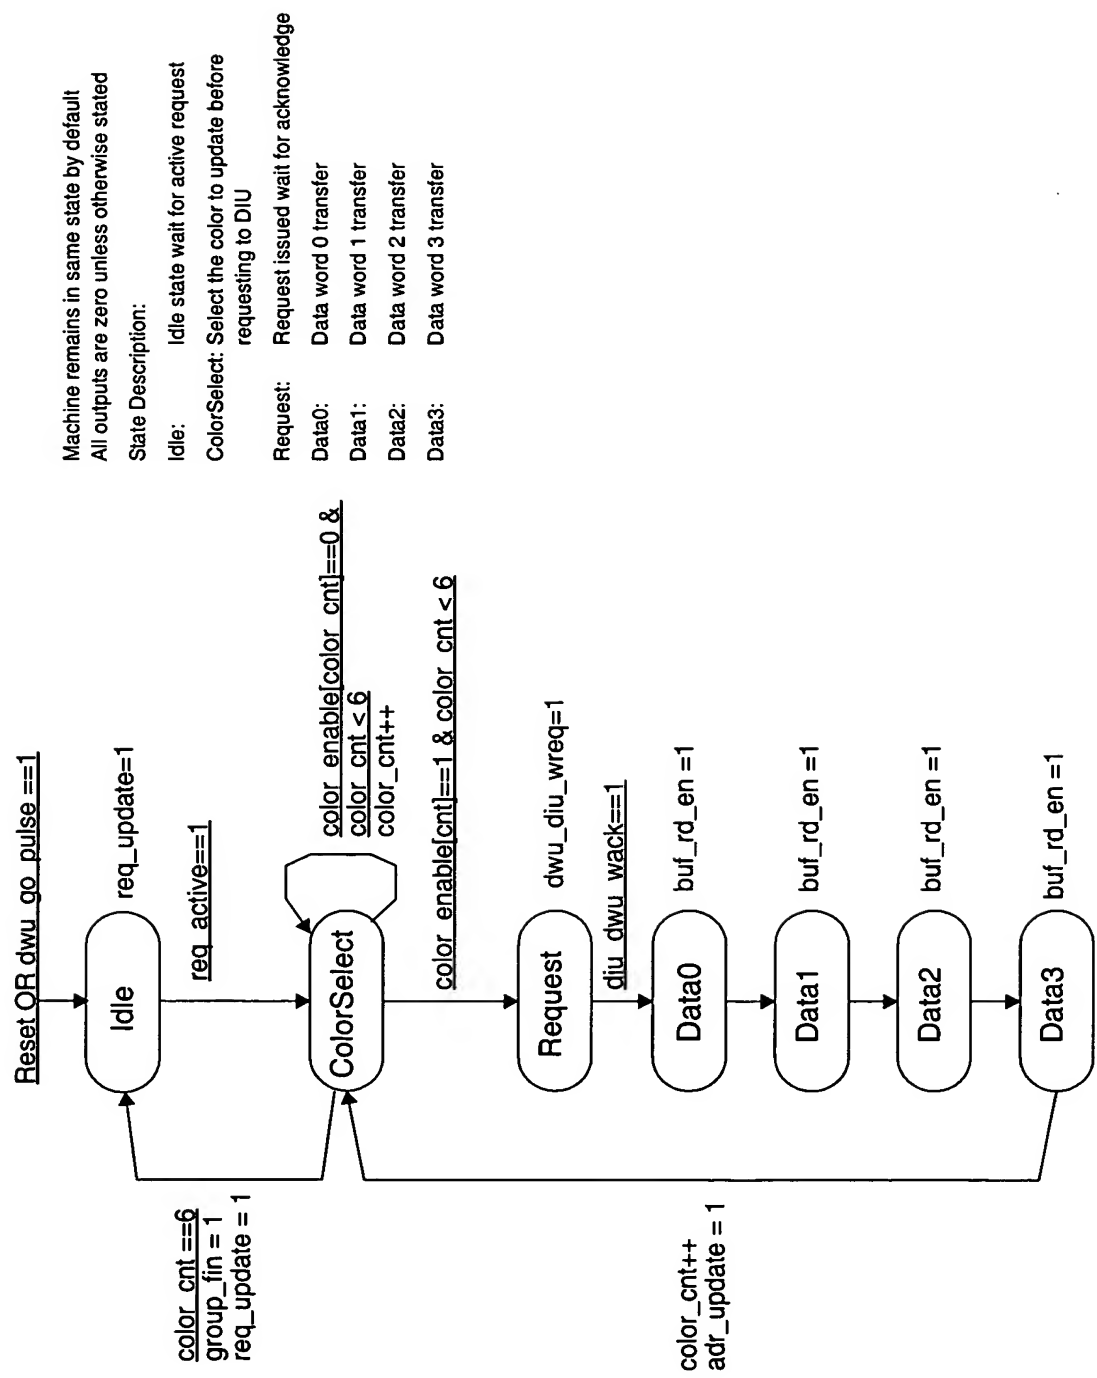 Reset OR dwu_go_pulse ==1
Idle
req_update=1
req_active==1
color_cnt ==6
group_fin = 1
req_update = 1
ColorSelect
color_enable[color_cnt]==0 &
color_cnt < 6
color_cnt++
color_enable[cnt]==1 & color_cnt < 6
Request
dwu_diu_wreq=1
diu_dwu_wack==1
Data0
buf_rd_en =1
Data1
buf_rd_en =1
Data2
buf_rd_en =1
Data3
buf_rd_en =1
color_cnt++
adr_update = 1
Machine remains in same state by default
All outputs are zero unless otherwise stated
State Description:
Idle: Idle state wait for active request
ColorSelect: Select the color to update before
requesting to DIU
Request: Request issued wait for acknowledge
Data0: Data word 0 transfer
Data1: Data word 1 transfer
Data2: Data word 2 transfer
Data3: Data word 3 transfer